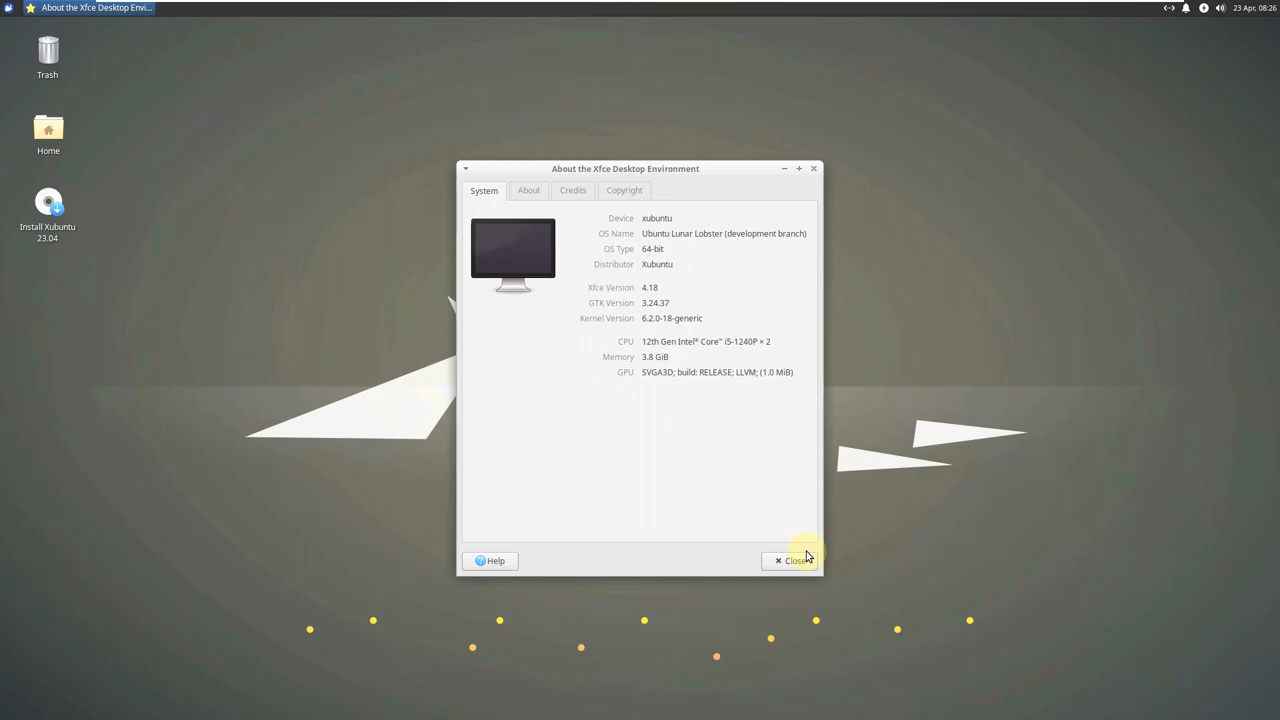 About the Xfce Desktop Envi...
23 Apr, 08:26
Trash
Home
Install Xubuntu
23.04
About the Xfce Desktop Environment
System About Credits Copyright
Device xubuntu
OS Name Ubuntu Lunar Lobster (development branch)
OS Type 64-bit
Distributor Xubuntu
Xfce Version 4.18
GTK Version 3.24.37
Kernel Version 6.2.0-18-generic
CPU 12th Gen Intel® Core™ i5-1240P × 2
Memory 3.8 GiB
GPU SVGA3D; build: RELEASE; LLVM; (1.0 MiB)
Help Close